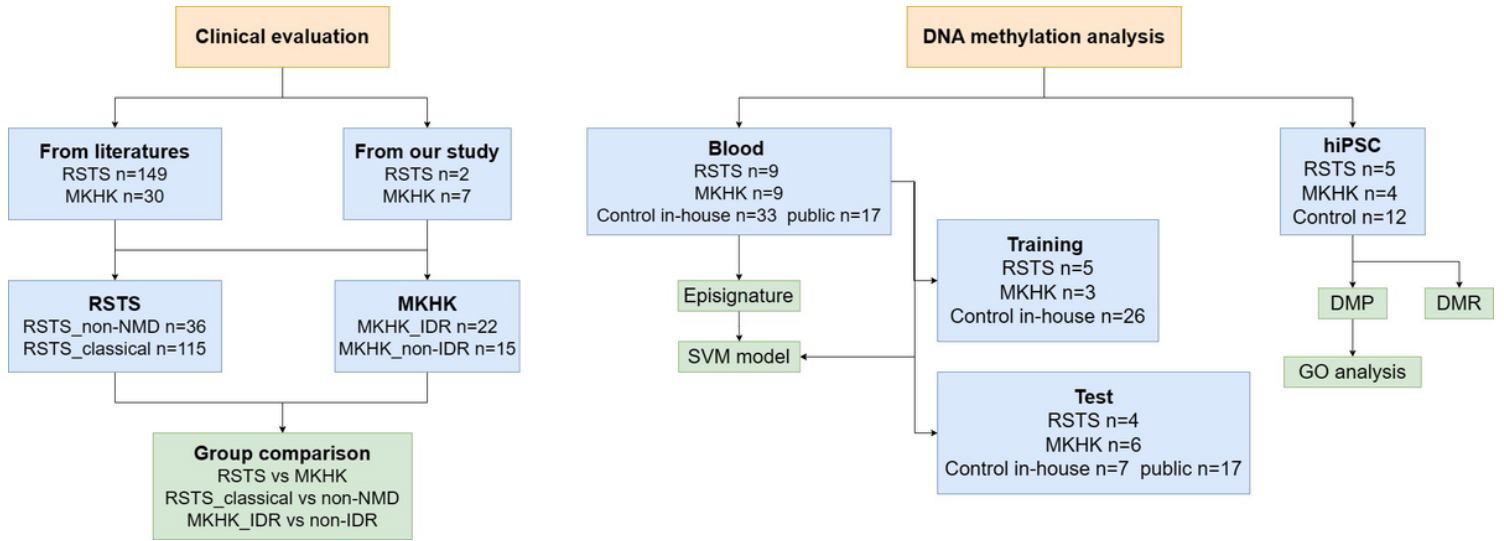 Clinical evaluation
From literatures
RSTS n=149
MKHK n=30
From our study
RSTS n=2
MKHK n=7
RSTS
RSTS_non-NMD n=36
RSTS_classical n=115
MKHK
MKHK_IDR n=22
MKHK_non-IDR n=15
Group comparison
RSTS vs MKHK
RSTS_classical vs non-NMD
MKHK_IDR vs non-IDR
DNA methylation analysis
Blood
RSTS n=9
MKHK n=9
Control in-house n=33 public n=17
Episignature
SVM model
Training
RSTS n=5
MKHK n=3
Control in-house n=26
Test
RSTS n=4
MKHK n=6
Control in-house n=7 public n=17
hiPSC
RSTS n=5
MKHK n=4
Control n=12
DMP
DMR
GO analysis